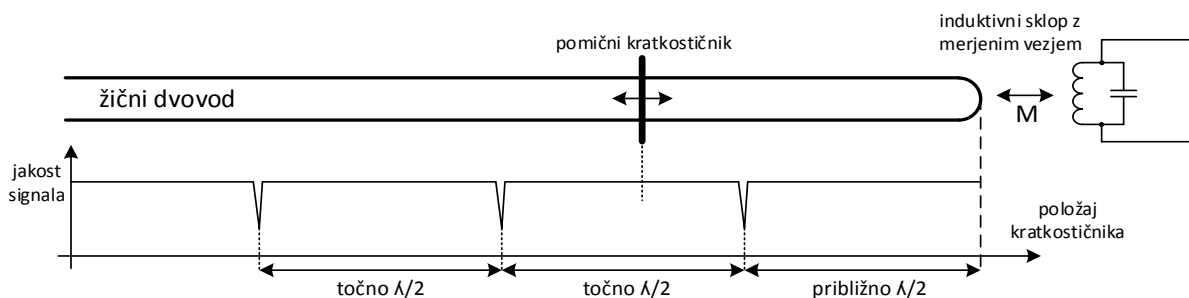 induktivni sklop z
merjenim vezjem
pomični kratkostičnik
žični dvovod
M
jakost
signala
položaj
kratkostičnika
točno λ/2
točno λ/2
približno λ/2